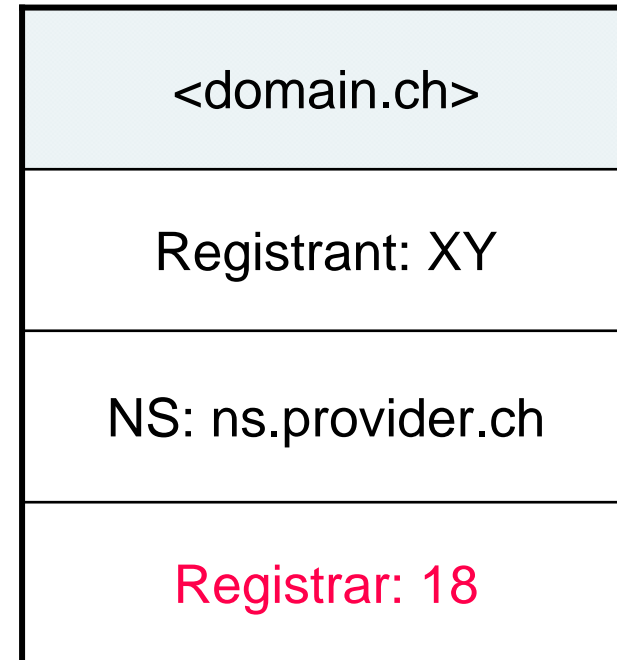 <domain.ch>
Registrant: XY
NS: ns.provider.ch
Registrar: 18